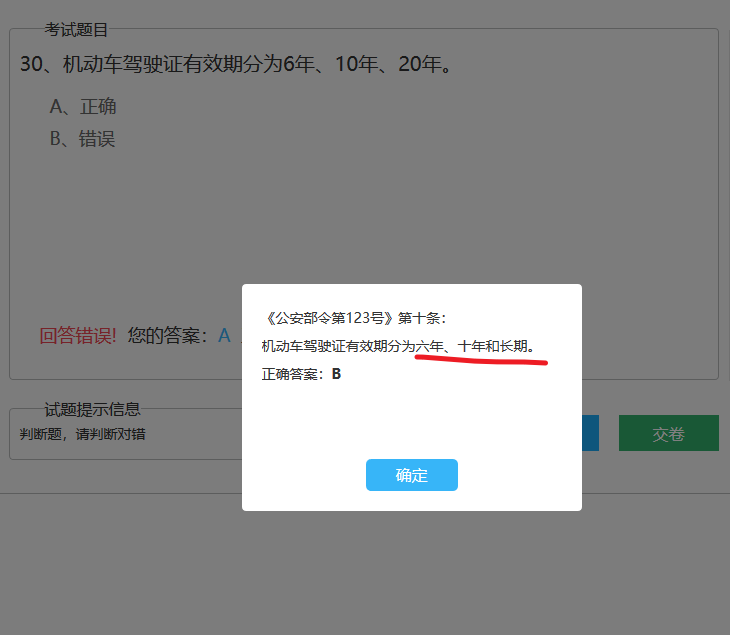 考试题目
30、机动车驾驶证有效期分为6年、10年、20年。
A、正确
B、错误
《公安部令第123号》第十条：
回答错误! 您的答案：A
机动车驾驶证有效期分为六年、十年和长期。
正确答案：B
试题提示信息
判断题，请判断对错
交卷
确定